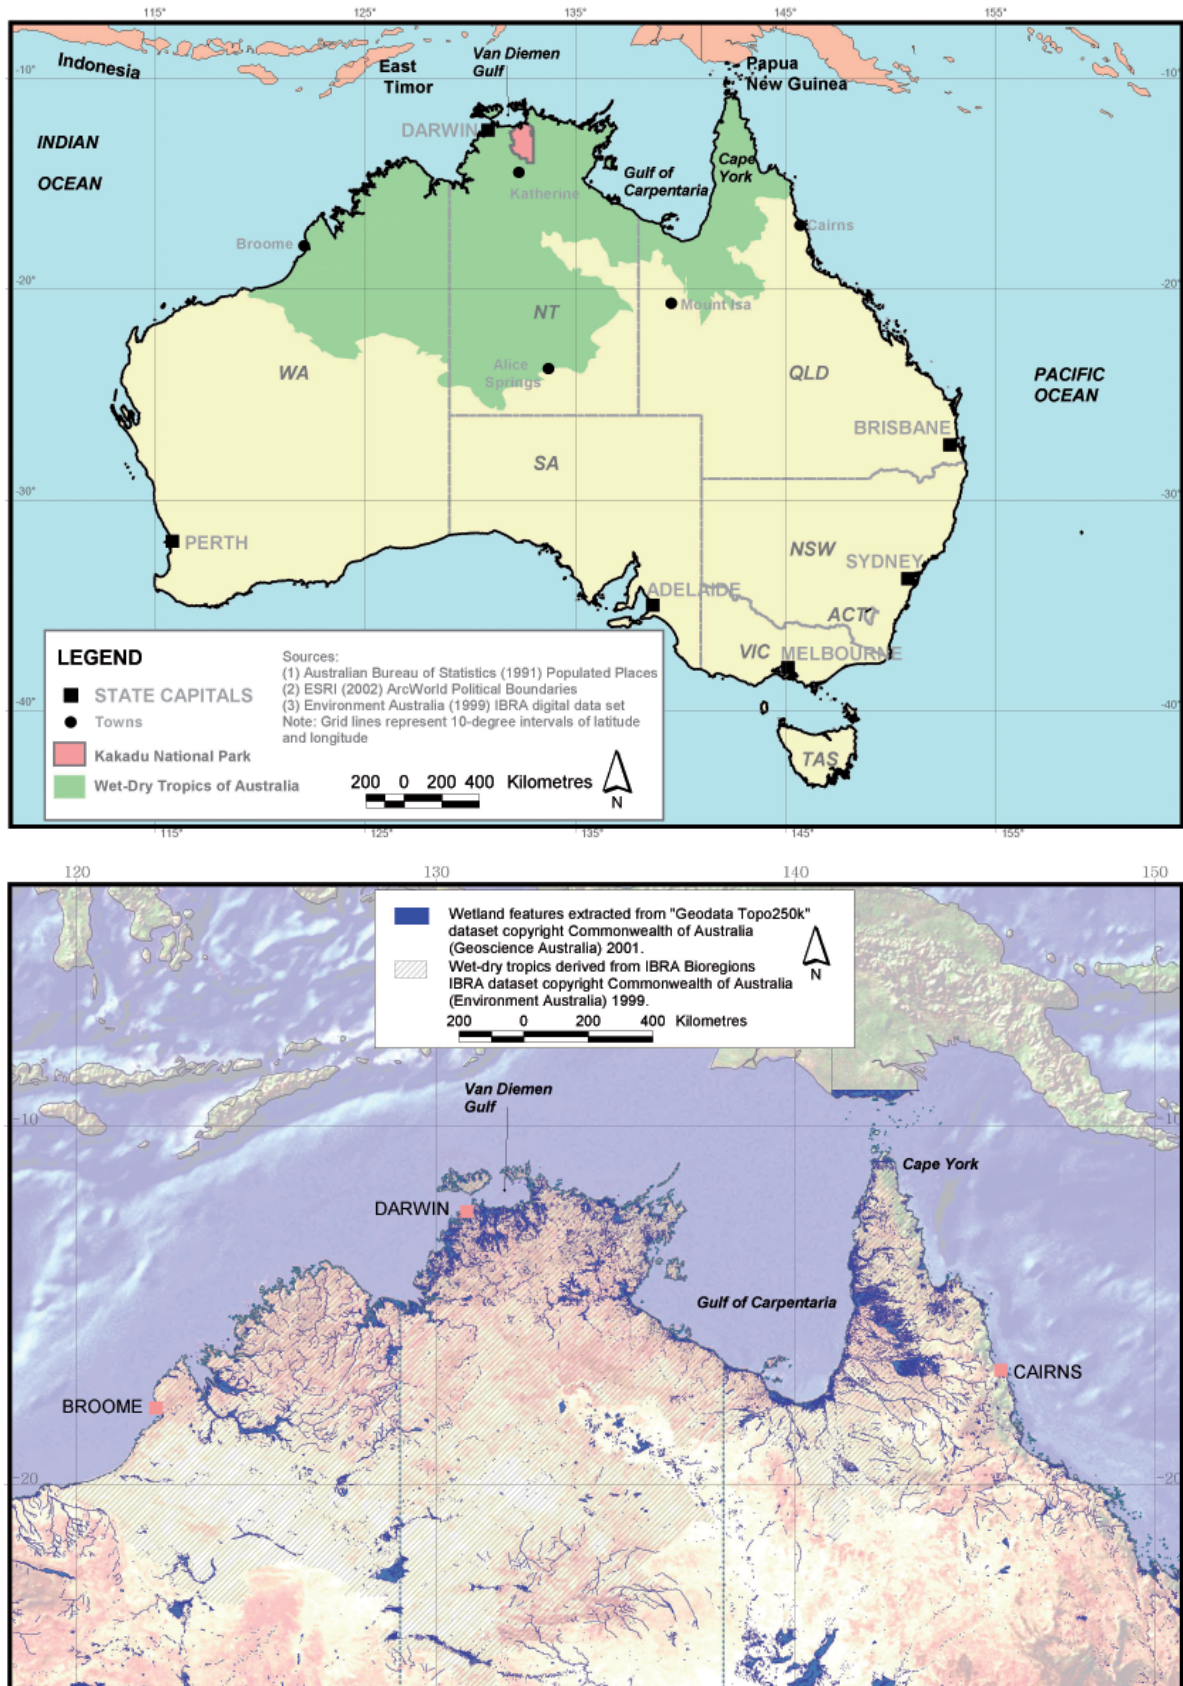 115° 125° 135° 145° 155°
Van Diemen
Gulf
Indonesia
East
Timor
Papua
New Guinea
-10° -10°
INDIAN
OCEAN
DARWIN
Katherine
Gulf of
Carpentaria
Cape
York
Broome
Cairns
-20° -20°
NT
Mount Isa
WA
Alice
Springs
QLD
PACIFIC
OCEAN
BRISBANE
SA
-30° -30°
PERTH
NSW
SYDNEY
ADELAIDE
ACT
VIC
MELBOURNE
-40° -40°
TAS
LEGEND
STATE CAPITALS
Towns
Kakadu National Park
Wet-Dry Tropics of Australia
Sources:
(1) Australian Bureau of Statistics (1991) Populated Places
(2) ESRI (2002) ArcWorld Political Boundaries
(3) Environment Australia (1999) IBRA digital data set
Note: Grid lines represent 10-degree intervals of latitude
and longitude
200 0 200 400 Kilometres
N
115° 125° 135° 145° 155°
120 130 140 150
Wetland features extracted from "Geodata Topo250k"
dataset copyright Commonwealth of Australia
(Geoscience Australia) 2001.
Wet-dry tropics derived from IBRA Bioregions
IBRA dataset copyright Commonwealth of Australia
(Environment Australia) 1999.
N
200 0 200 400 Kilometres
Van Diemen
Gulf
-10 -10
Cape York
DARWIN
Gulf of Carpentaria
CAIRNS
BROOME
-20 -20